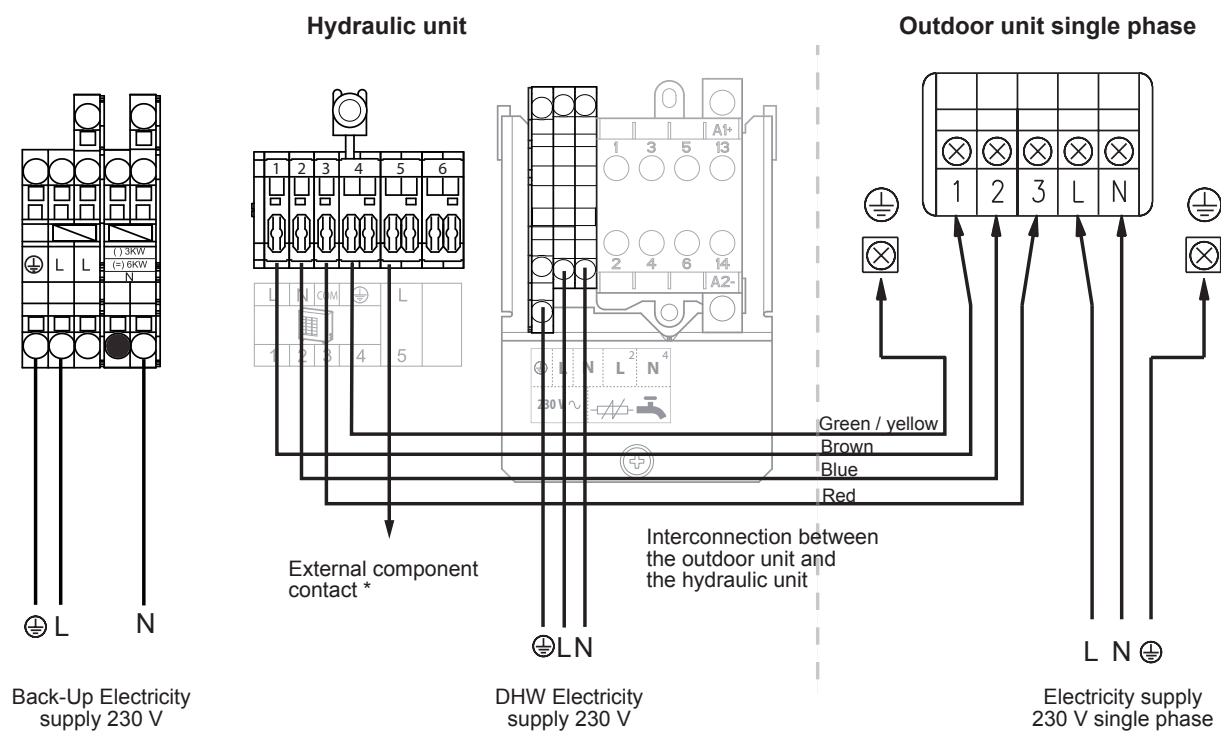 Hydraulic unit
Outdoor unit single phase
1 2 3 4 5 6
L N COM L
1 2 3 4 5
L L
( ) 3KW
(=) 6KW
N
A1+
1 3 5 13
2 4 6 14
A2-
L N L 2 N 4
230 V ~
1 2 3 L N
Green / yellow
Brown
Blue
Red
Interconnection between
the outdoor unit and
the hydraulic unit
External component
contact *
L N
L N
L N
Back-Up Electricity
supply 230 V
DHW Electricity
supply 230 V
Electricity supply
230 V single phase